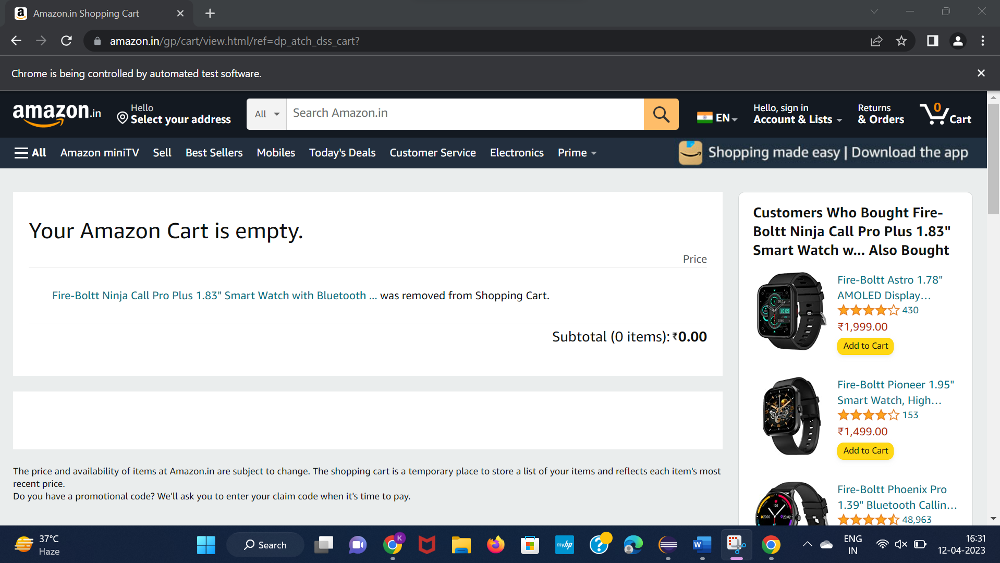 Amazon.in Shopping Cart
amazon.in/gp/cart/view.html/ref=dp_atch_dss_cart?
Chrome is being controlled by automated test software.
amazon.in
Hello
Select your address
All
Search Amazon.in
EN
Hello, sign in
Account & Lists
Returns
& Orders
0
Cart
All
Amazon miniTV
Sell
Best Sellers
Mobiles
Today's Deals
Customer Service
Electronics
Prime
Shopping made easy | Download the app
Your Amazon Cart is empty.
Price
Fire-Boltt Ninja Call Pro Plus 1.83" Smart Watch with Bluetooth ... was removed from Shopping Cart.
Subtotal (0 items): ₹0.00
The price and availability of items at Amazon.in are subject to change. The shopping cart is a temporary place to store a list of your items and reflects each item's most
recent price.
Do you have a promotional code? We'll ask you to enter your claim code when it's time to pay.
Customers Who Bought Fire-
Boltt Ninja Call Pro Plus 1.83"
Smart Watch w... Also Bought
Fire-Boltt Astro 1.78"
AMOLED Display...
430
₹1,999.00
Add to Cart
Fire-Boltt Pioneer 1.95"
Smart Watch, High...
153
₹1,499.00
Add to Cart
Fire-Boltt Phoenix Pro
1.39" Bluetooth Callin...
48,963
37°C
Haze
Search
K
myhp
W
ENG
IN
16:31
12-04-2023